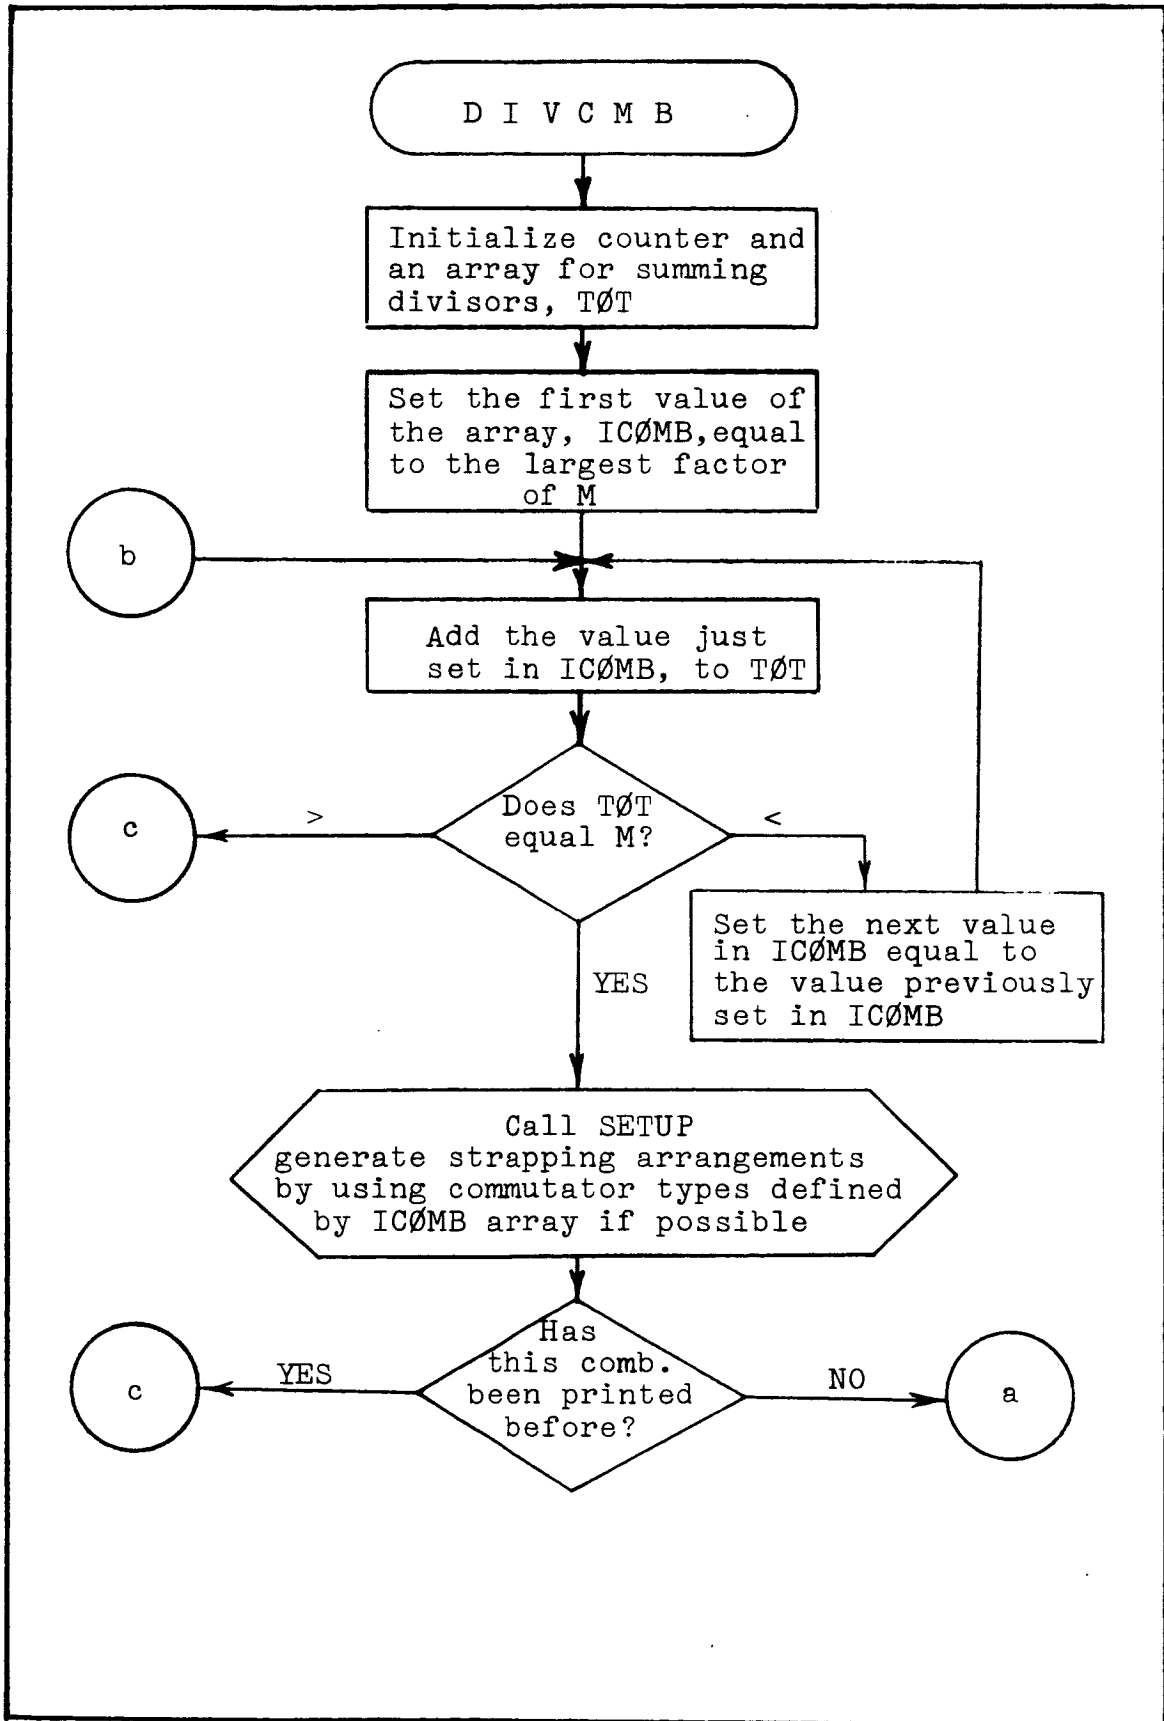 D I V C M B
Initialize counter and
an array for summing
divisors, TØT
Set the first value of
the array, ICØMB,equal
to the largest factor
of M
b
Add the value just
set in ICØMB, to TØT
c
>
Does TØT
equal M?
<
Set the next value
in ICØMB equal to
the value previously
set in ICØMB
YES
Call SETUP
generate strapping arrangements
by using commutator types defined
by ICØMB array if possible
c
YES
Has
this comb.
been printed
before?
NO
a